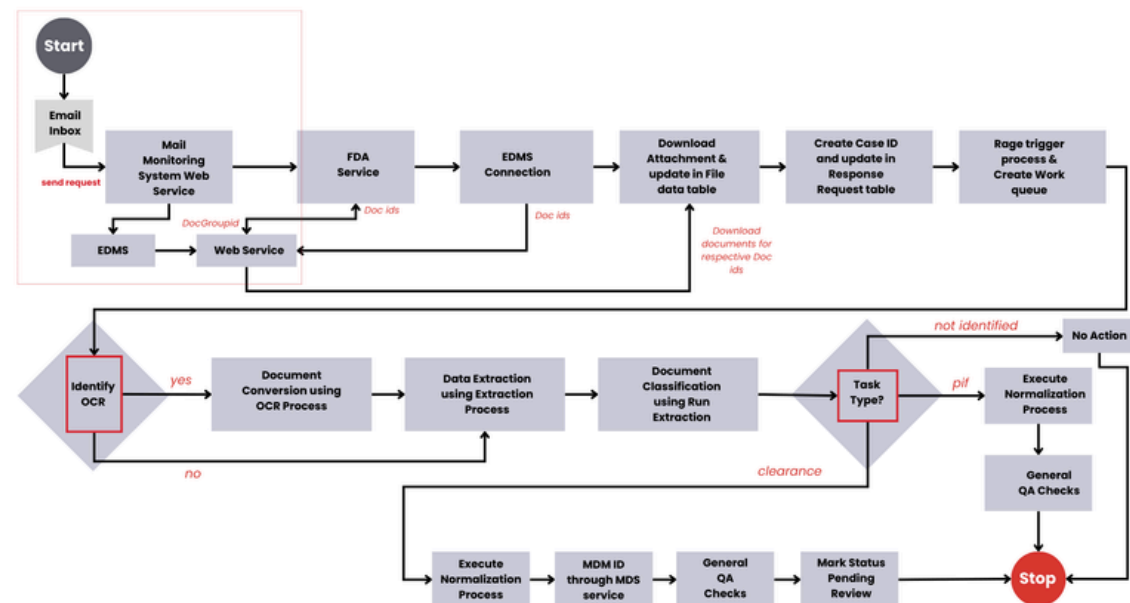 Start
Email
Inbox
send request
Mail
Monitoring
System Web
Service
FDA
Service
EDMS
Connection
Download
Attachment &
update in File
data table
Create Case ID
and update in
Response
Request table
Rage trigger
process &
Create Work
queue
DocGroupid
Doc ids
Doc ids
EDMS
Web Service
Download
documents for
respective Doc
ids
Identify
OCR
yes
no
Document
Conversion using
OCR Process
Data Extraction
using Extraction
Process
Document
Classification
using Run
Extraction
Task
Type?
not identified
No Action
pif
Execute
Normalization
Process
General
QA Checks
clearance
Execute
Normalization
Process
MDM ID
through MDS
service
General
QA
Checks
Mark Status
Pending
Review
Stop